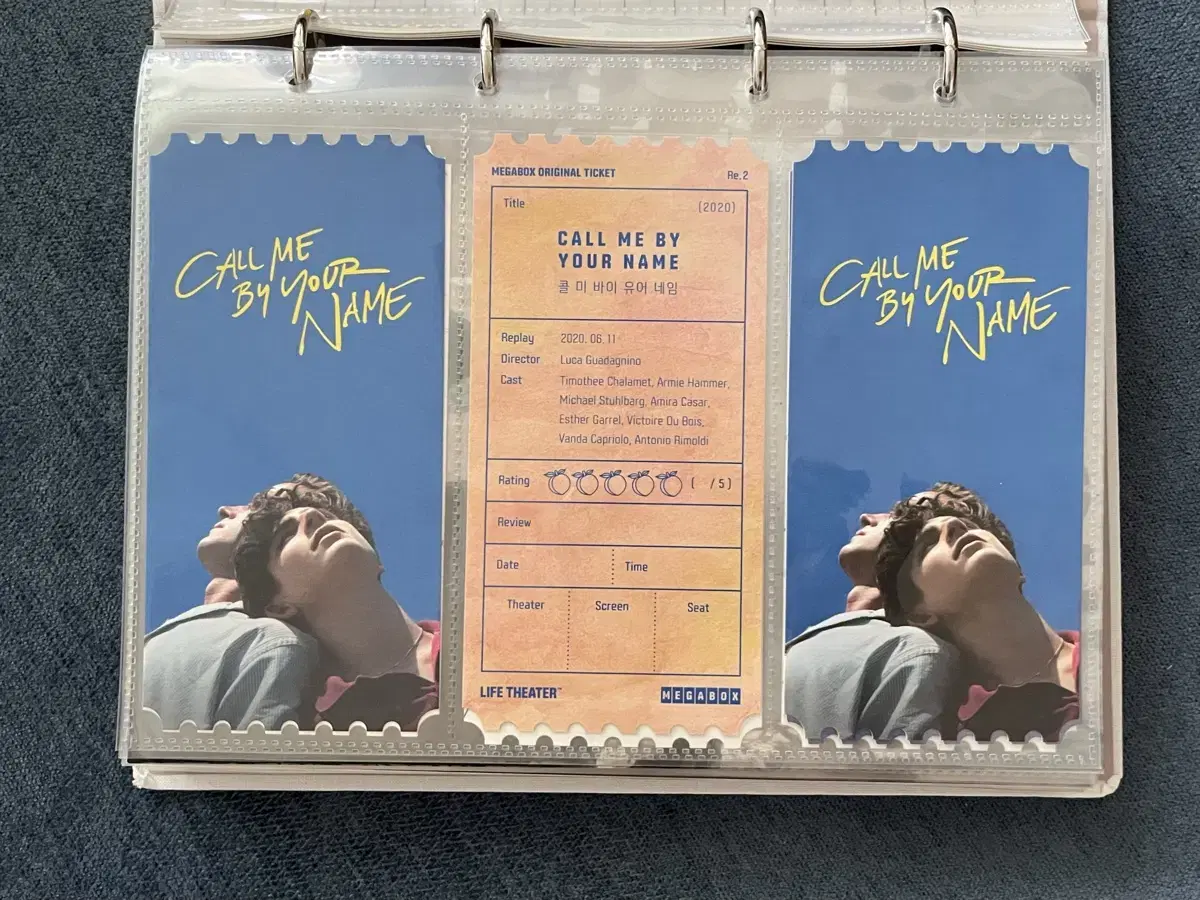 CALL ME
BY YOUR
NAME
MEGABOX ORIGINAL TICKET Re.2
Title (2020)
CALL ME BY
YOUR NAME
콜 미 바이 유어 네임
Replay 2020.06.11
Director Luca Guadagnino
Cast Timothee Chalamet, Armie Hammer,
Michael Stuhlbarg, Amira Casar,
Esther Garrel, Victoire Du Bois,
Vanda Capriolo, Antonio Rimoldi
Rating ( /5)
Review
Date Time
Theater Screen Seat
LIFE THEATER™ MEGABOX
CALL ME
BY YOUR
NAME